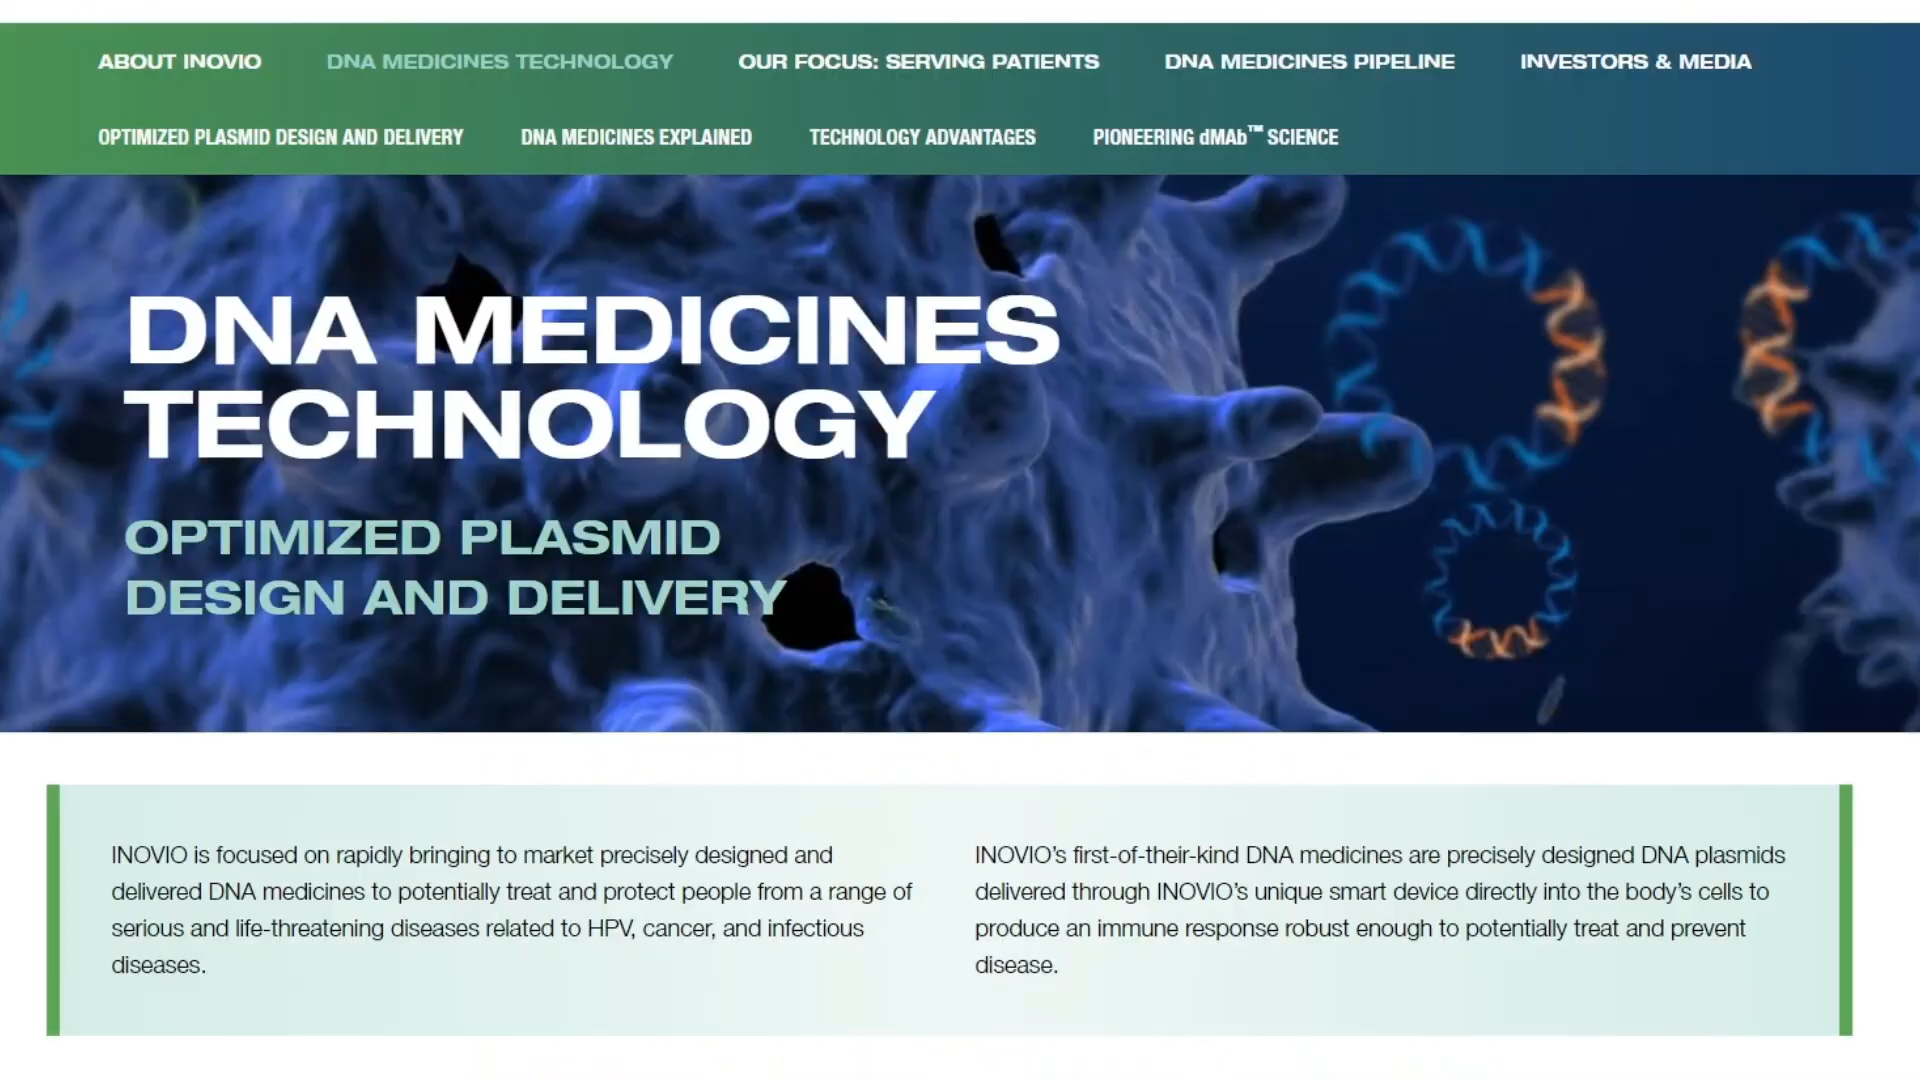 ABOUT INOVIO
DNA MEDICINES TECHNOLOGY
OUR FOCUS: SERVING PATIENTS
DNA MEDICINES PIPELINE
INVESTORS & MEDIA
OPTIMIZED PLASMID DESIGN AND DELIVERY
DNA MEDICINES EXPLAINED
TECHNOLOGY ADVANTAGES
PIONEERING dMAb™ SCIENCE
DNA MEDICINES
TECHNOLOGY
OPTIMIZED PLASMID
DESIGN AND DELIVERY
INOVIO is focused on rapidly bringing to market precisely designed and
delivered DNA medicines to potentially treat and protect people from a range of
serious and life-threatening diseases related to HPV, cancer, and infectious
diseases.
INOVIO’s first-of-their-kind DNA medicines are precisely designed DNA plasmids
delivered through INOVIO’s unique smart device directly into the body’s cells to
produce an immune response robust enough to potentially treat and prevent
disease.